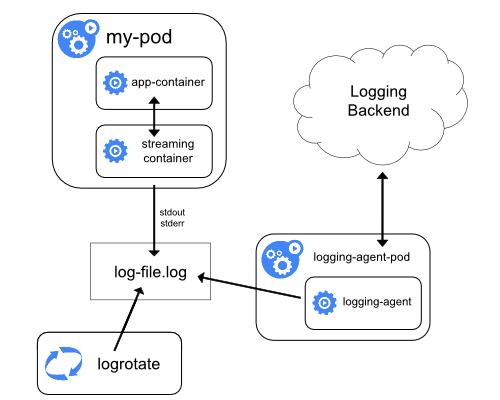 my-pod
app-container
streaming
container
Logging
Backend
stdout
stderr
log-file.log
logging-agent-pod
logging-agent
logrotate